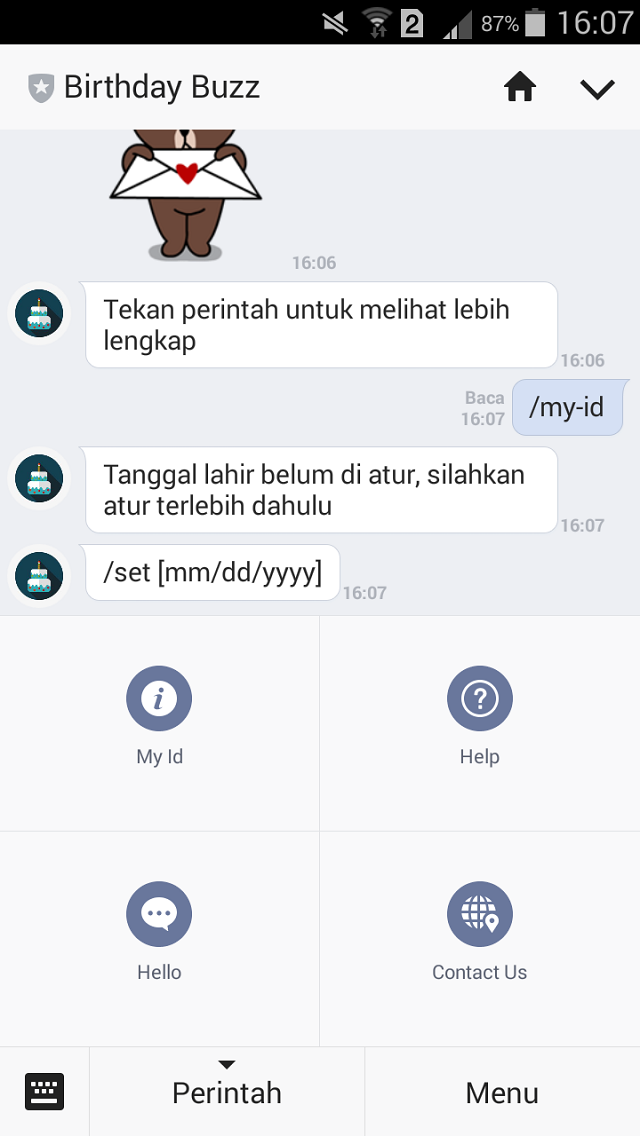 2 87% 16:07
Birthday Buzz
16:06
Tekan perintah untuk melihat lebih
lengkap
16:06
Baca
16:07
/my-id
Tanggal lahir belum di atur, silahkan
atur terlebih dahulu
16:07
/set [mm/dd/yyyy]
16:07
My Id
Help
Hello
Contact Us
Perintah
Menu